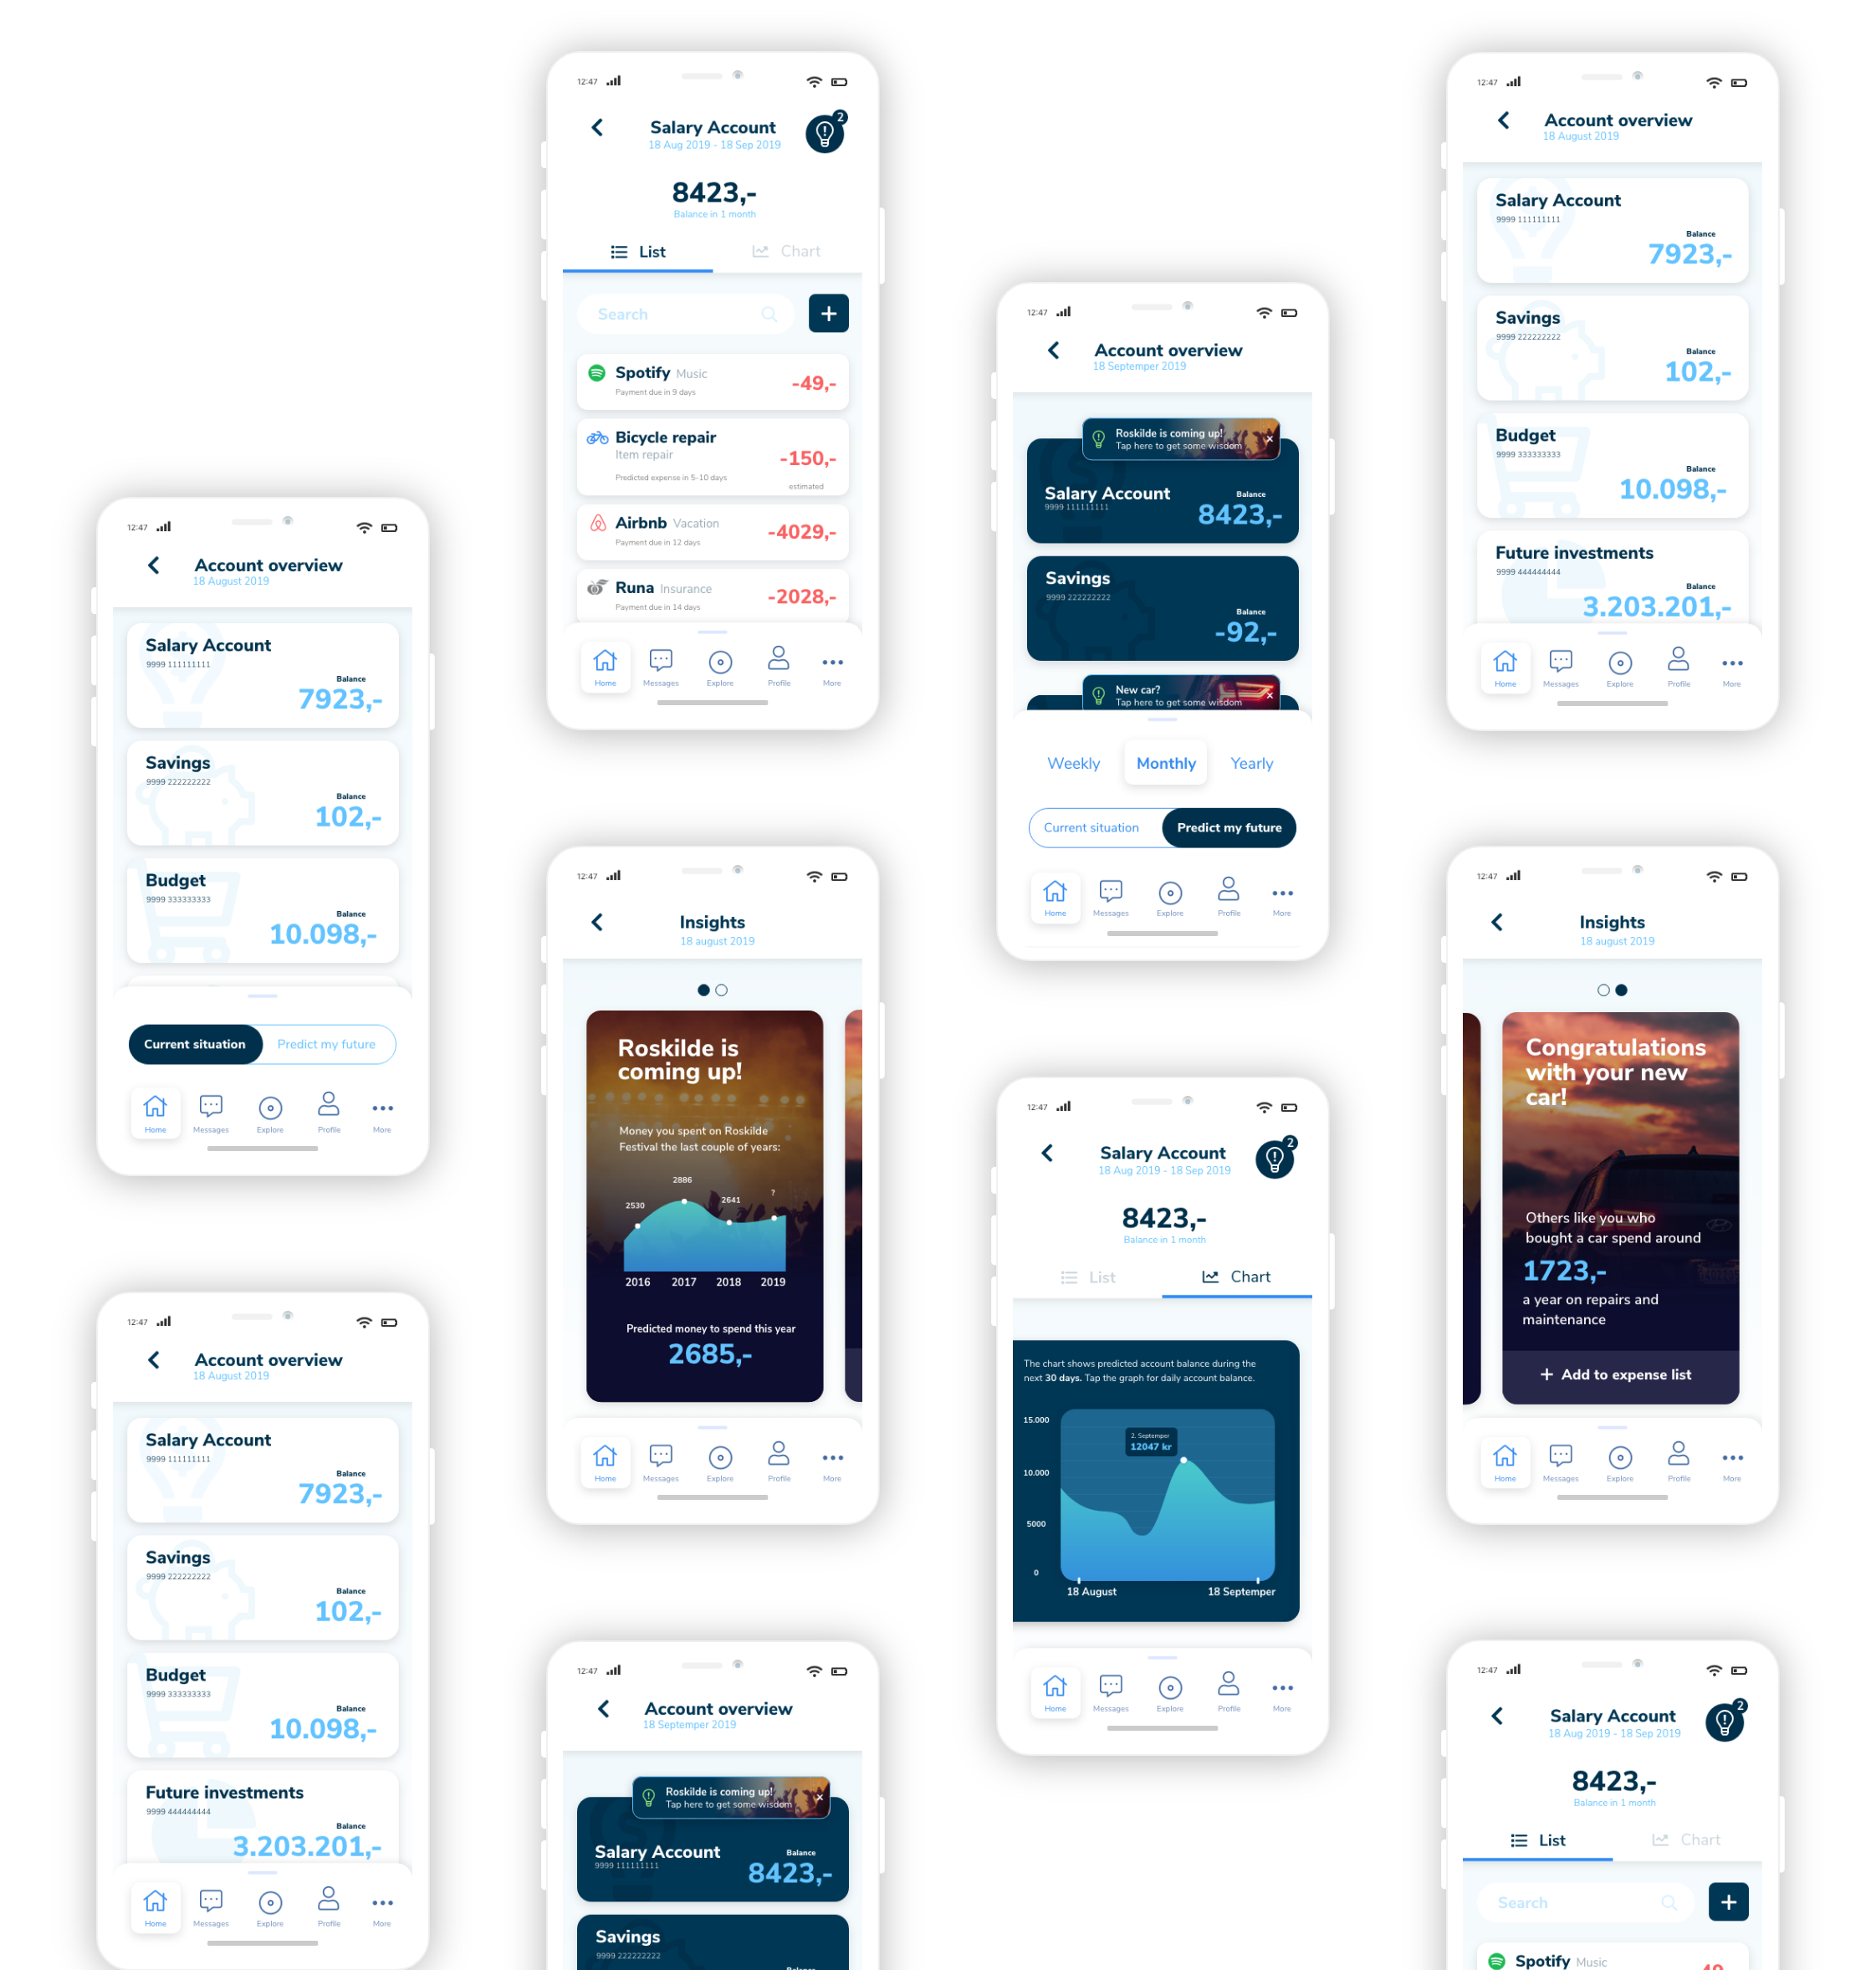 12:47
Account overview
18 August 2019
Salary Account
9999 111111111
Balance
7923,-
Savings
9999 222222222
Balance
102,-
Budget
9999 333333333
Balance
10.098,-
Current situation
Predict my future
Home
Messages
Explore
Profile
More
12:47
Account overview
18 August 2019
Salary Account
9999 111111111
Balance
7923,-
Savings
9999 222222222
Balance
102,-
Budget
9999 333333333
Balance
10.098,-
Future investments
9999 444444444
Balance
3.203.201,-
Home
Messages
Explore
Profile
More
12:47
Salary Account
2
18 Aug 2019 - 18 Sep 2019
8423,-
Balance in 1 month
List
Chart
Search
Spotify Music
Payment due in 9 days
-49,-
Bicycle repair
Item repair
Predicted expense in 5-10 days
-150,-
estimated
Airbnb Vacation
Payment due in 12 days
-4029,-
Runa Insurance
Payment due in 14 days
-2028,-
Home
Messages
Explore
Profile
More
12:47
Insights
18 august 2019
Roskilde is
coming up!
Money you spent on Roskilde
Festival the last couple of years:
2530
2886
2641
?
2016
2017
2018
2019
Predicted money to spend this year
2685,-
Home
Messages
Explore
Profile
More
12:47
Account overview
18 Septemper 2019
Roskilde is coming up!
Tap here to get some wisdom
Salary Account
9999 111111111
Balance
8423,-
Savings
9999 222222222
12:47
Account overview
18 Septemper 2019
Roskilde is coming up!
Tap here to get some wisdom
Salary Account
9999 111111111
Balance
8423,-
Savings
9999 222222222
Balance
-92,-
New car?
Tap here to get some wisdom
Weekly
Monthly
Yearly
Current situation
Predict my future
Home
Messages
Explore
Profile
More
12:47
Salary Account
2
18 Aug 2019 - 18 Sep 2019
8423,-
Balance in 1 month
List
Chart
The chart shows predicted account balance during the
next 30 days. Tap the graph for daily account balance.
15.000
2. Septemper
12047 kr
10.000
5000
0
18 August
18 Septemper
Home
Messages
Explore
Profile
More
12:47
Account overview
18 August 2019
Salary Account
9999 111111111
Balance
7923,-
Savings
9999 222222222
Balance
102,-
Budget
9999 333333333
Balance
10.098,-
Future investments
9999 444444444
Balance
3.203.201,-
Home
Messages
Explore
Profile
More
12:47
Insights
18 august 2019
Congratulations
with your new
car!
Others like you who
bought a car spend around
1723,-
a year on repairs and
maintenance
+ Add to expense list
Home
Messages
Explore
Profile
More
12:47
Salary Account
2
18 Aug 2019 - 18 Sep 2019
8423,-
Balance in 1 month
List
Chart
Search
Spotify Music